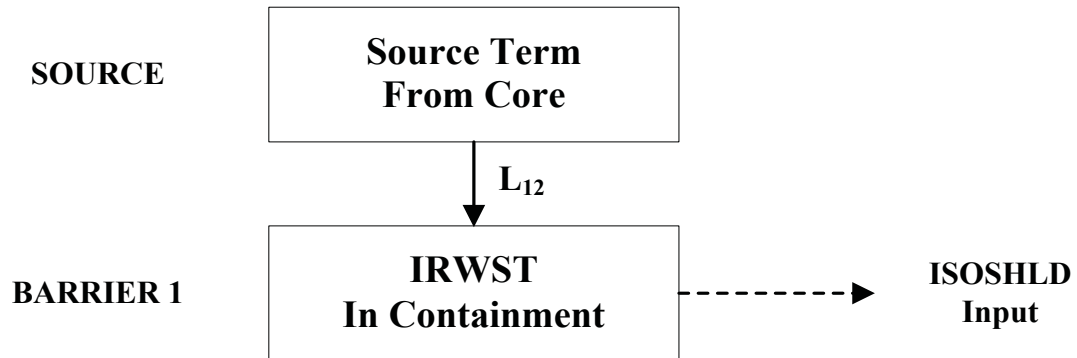 SOURCE
Source Term
From Core
L₁₂
BARRIER 1
IRWST
In Containment
ISOSHLD
Input